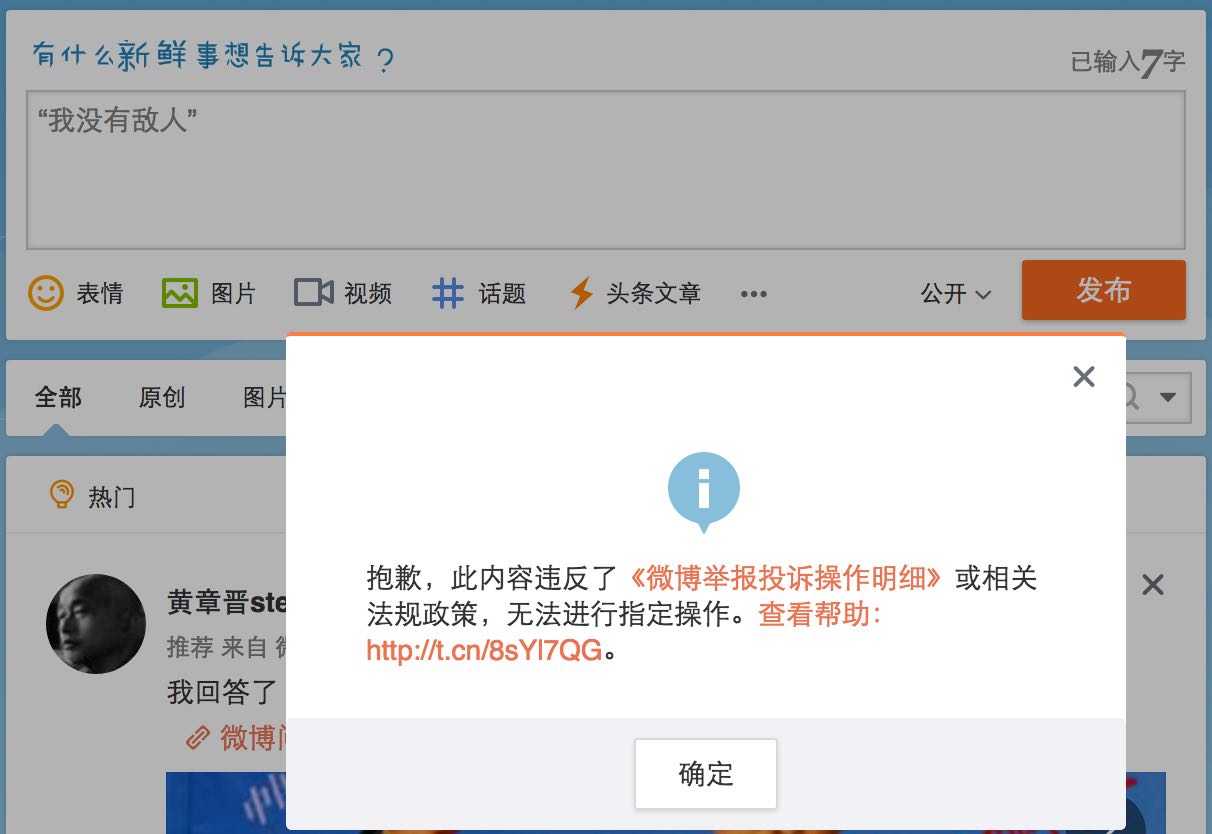 有什么新鲜事想告诉大家?
已输入7字
“我没有敌人”
表情 图片 视频 话题 头条文章 公开 发布
全部 原创 图片
热门
抱歉，此内容违反了《微博举报投诉操作明细》或相关
法规政策，无法进行指定操作。查看帮助：
http://t.cn/8sYl7QG。
黄章晋ste
推荐 来自
我回答了
微博问
确定